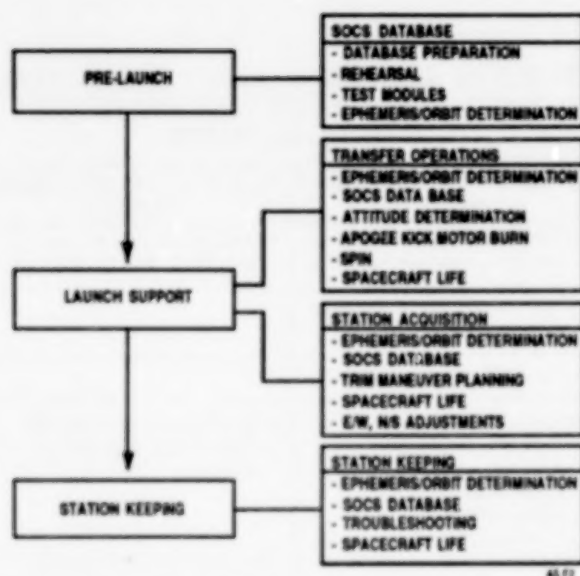 SOCS DATABASE
- DATABASE PREPARATION
- REHEARSAL
- TEST MODULES
- EPHEMERIS/ORBIT DETERMINATION
PRE-LAUNCH
TRANSFER OPERATIONS
- EPHEMERIS/ORBIT DETERMINATION
- SOCS DATA BASE
- ATTITUDE DETERMINATION
- APOGEE KICK MOTOR BURN
- SPIN
- SPACECRAFT LIFE
LAUNCH SUPPORT
STATION ACQUISITION
- EPHEMERIS/ORBIT DETERMINATION
- SOCS DATABASE
- TRIM MANEUVER PLANNING
- SPACECRAFT LIFE
- E/W, N/S ADJUSTMENTS
STATION KEEPING
STATION KEEPING
- EPHEMERIS/ORBIT DETERMINATION
- SOCS DATABASE
- TROUBLESHOOTING
- SPACECRAFT LIFE